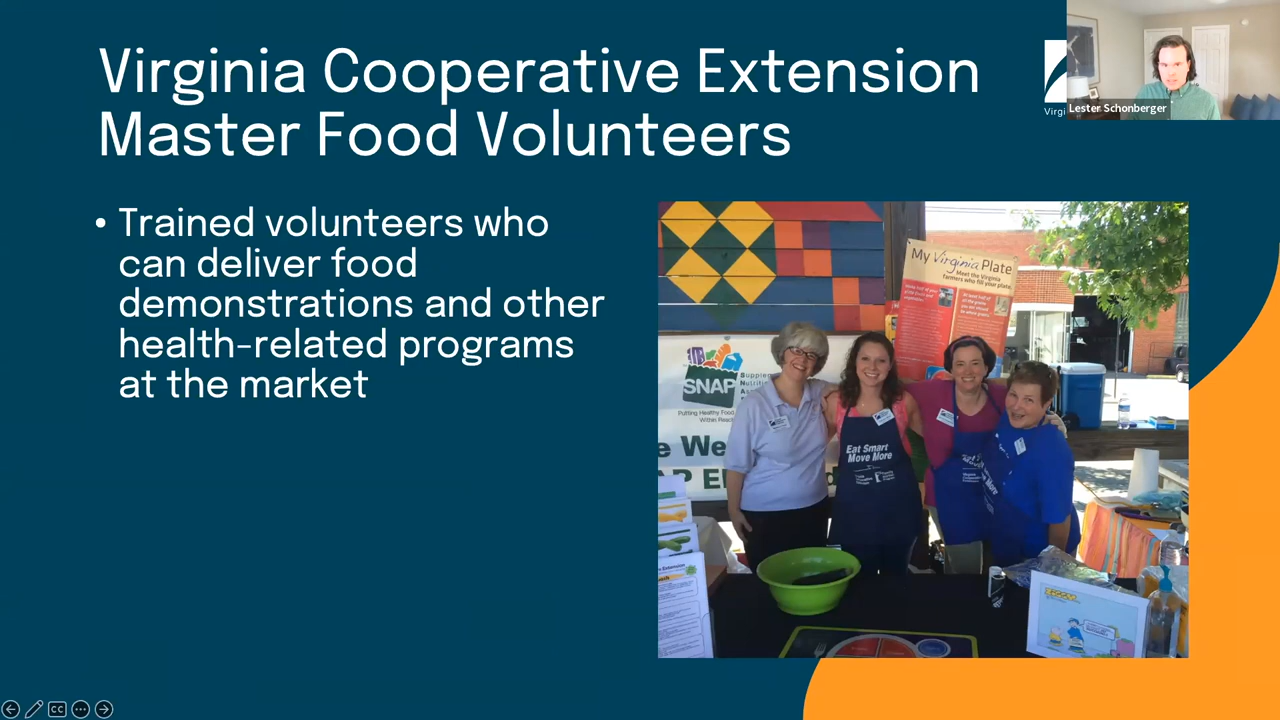 Virginia Cooperative Extension
Master Food Volunteers
Virgi
Lester Schonberger
• Trained volunteers who
can deliver food
demonstrations and other
health-related programs
at the market
My Virginia Plate
Meet the Virginia
farmers who fill your plate.
SNAP
Putting Healthy Food
Within Reach
Eat Smart
Move More
CC